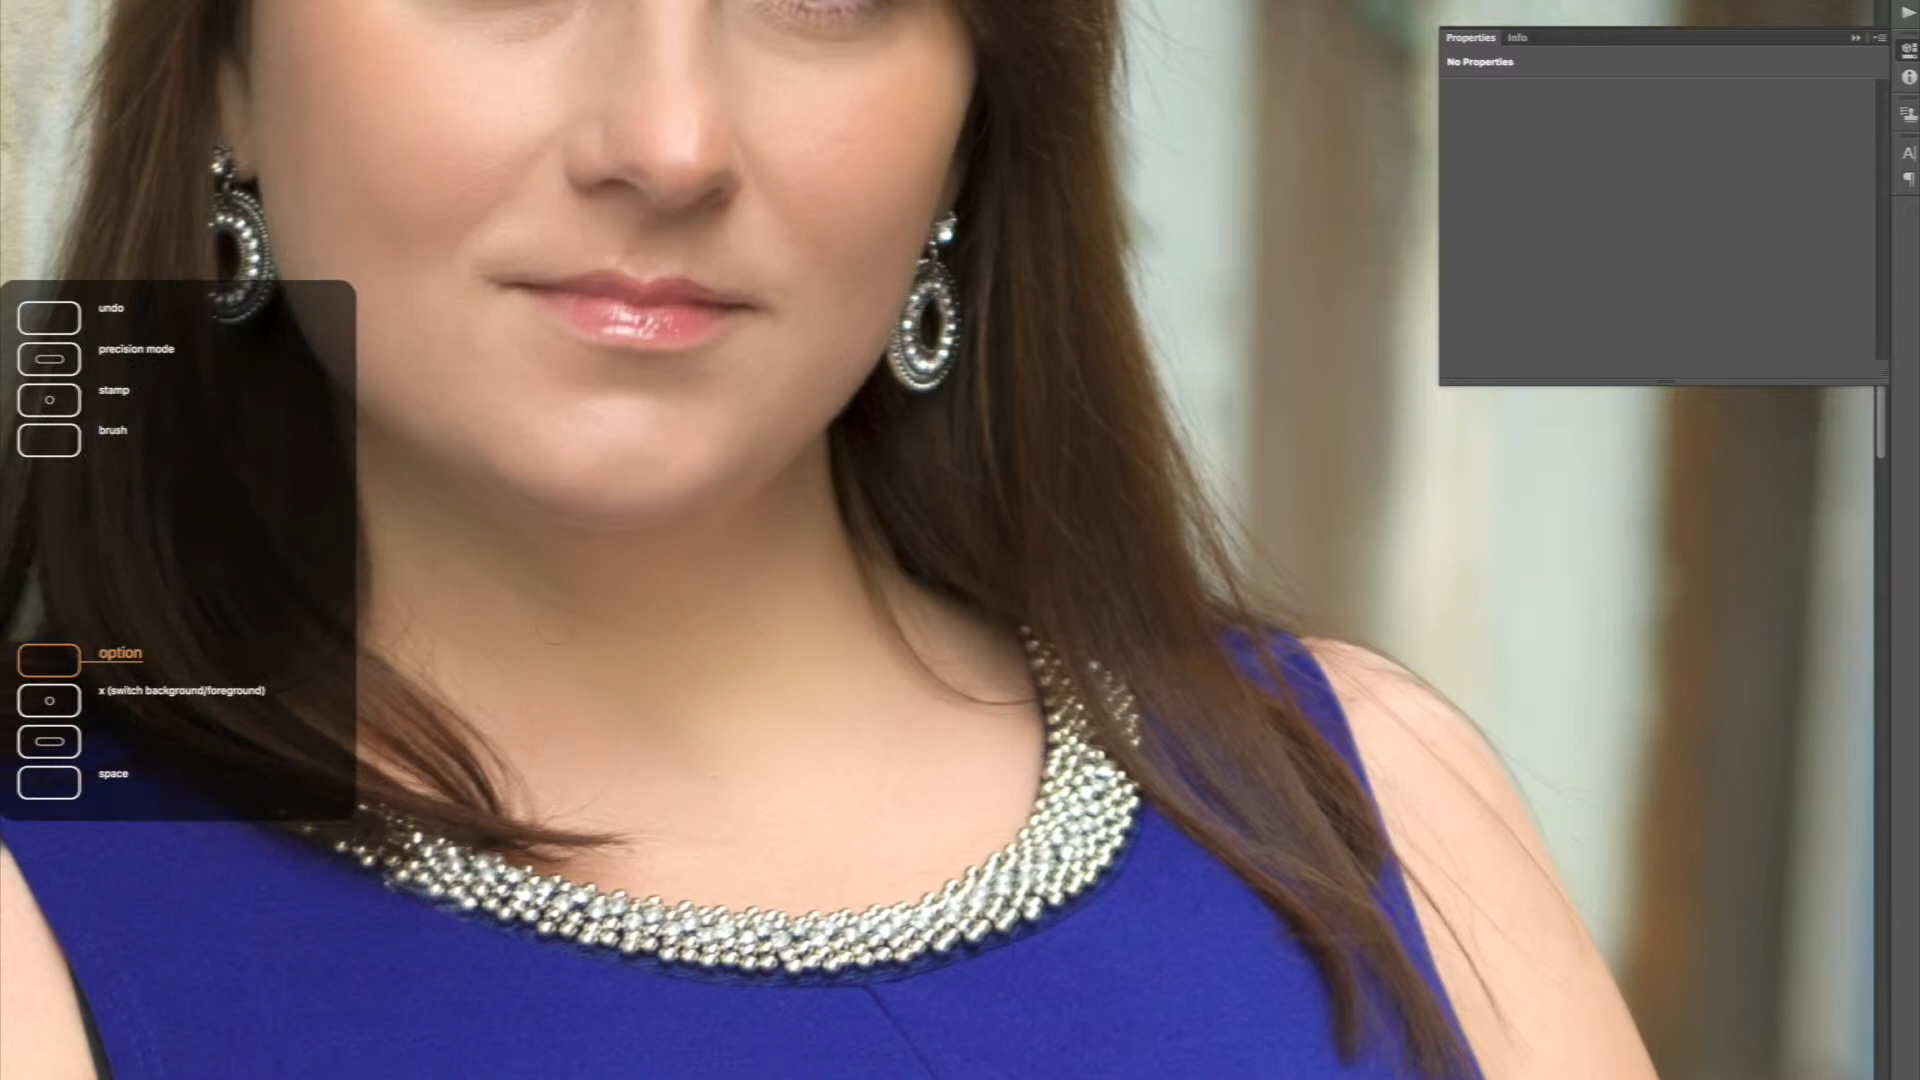 Properties Info
No Properties
undo
precision mode
stamp
brush
option
x (switch background/foreground)
space
A